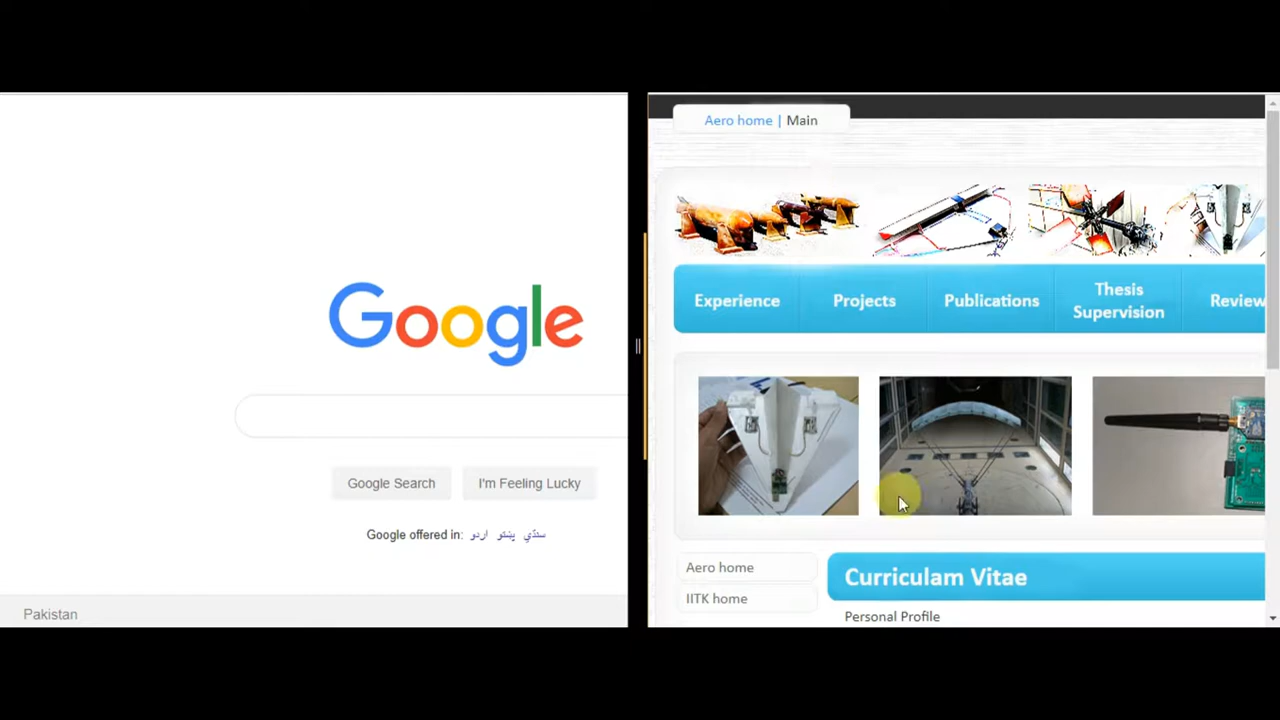 Google
Google Search
I'm Feeling Lucky
Google offered in: اردو پښتو سنڌي
Pakistan
Aero home | Main
Experience
Projects
Publications
Thesis
Supervision
Review
Aero home
IITK home
Curriculam Vitae
Personal Profile